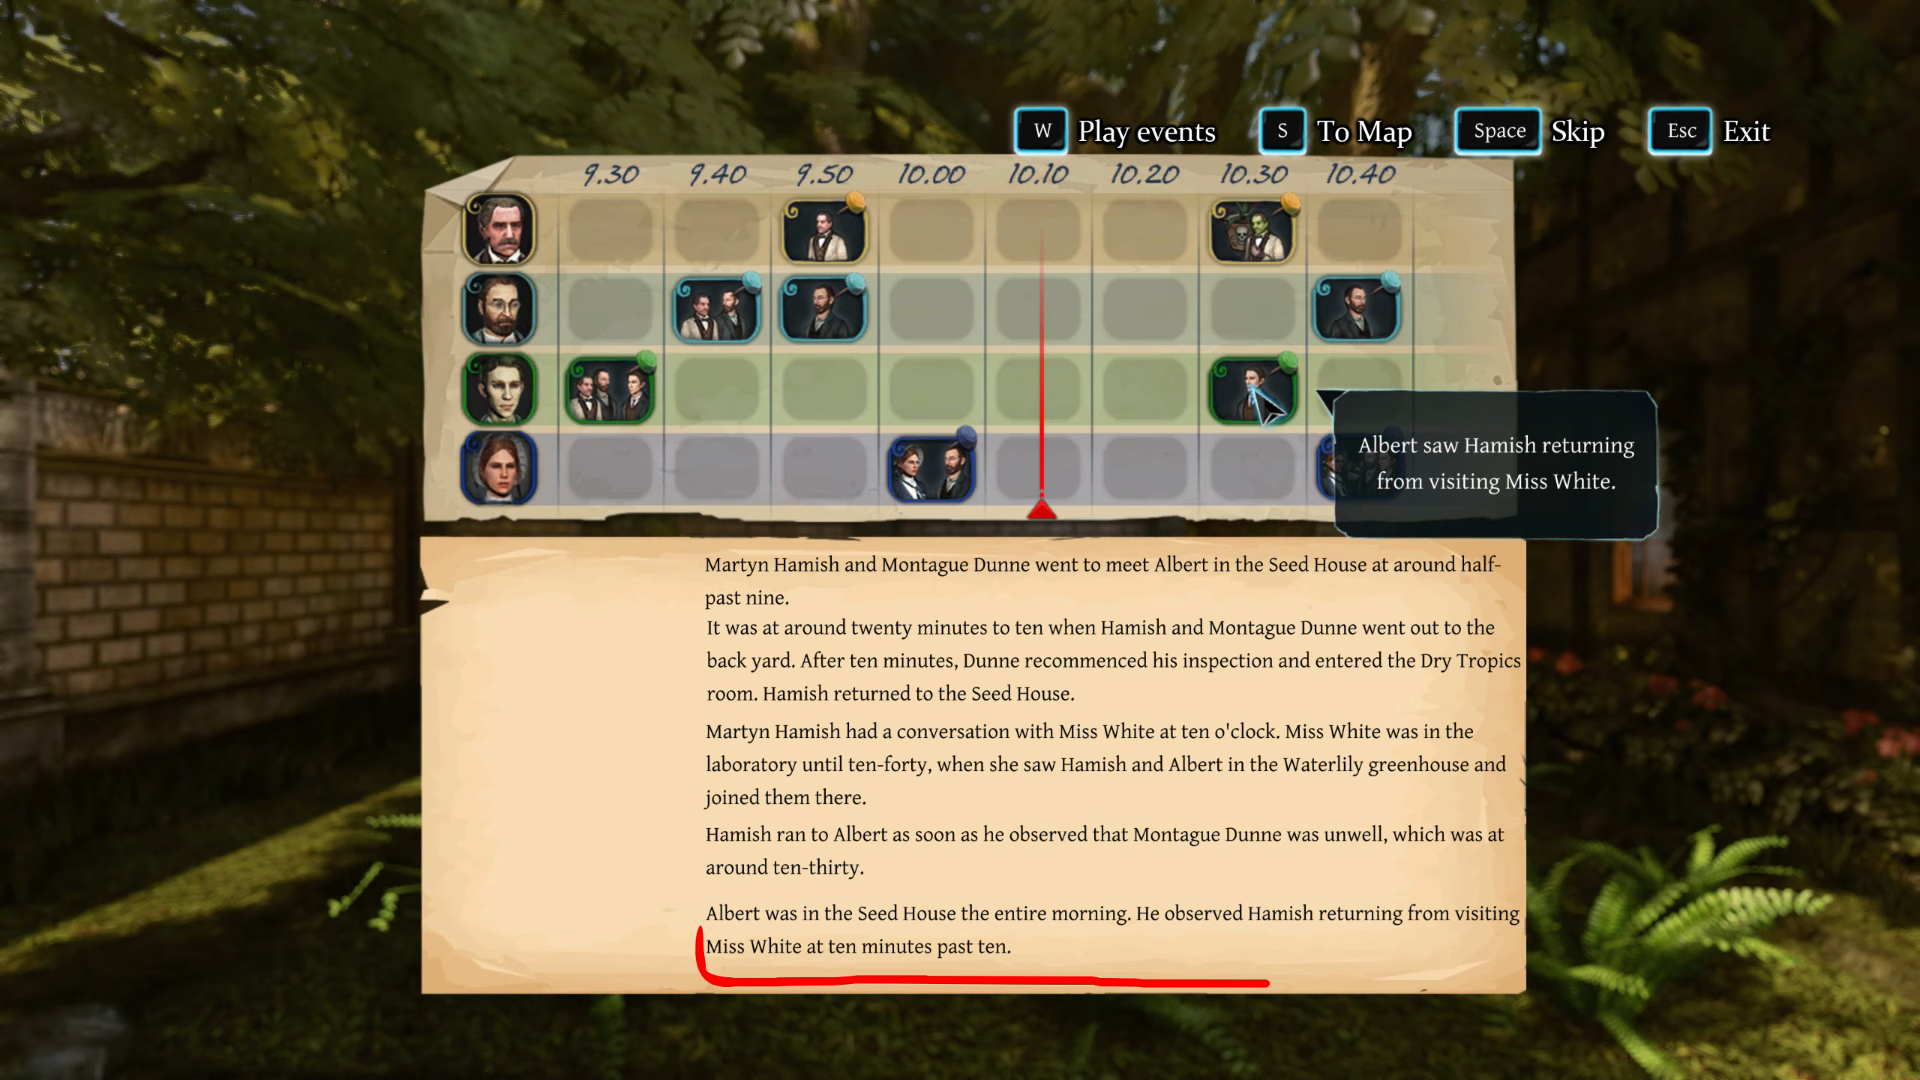 W Play events S To Map Space Skip Esc Exit
9.30 9.40 9.50 10.00 10.10 10.20 10.30 10.40
Albert saw Hamish returning
from visiting Miss White.
Martyn Hamish and Montague Dunne went to meet Albert in the Seed House at around half-
past nine.
It was at around twenty minutes to ten when Hamish and Montague Dunne went out to the
back yard. After ten minutes, Dunne recommenced his inspection and entered the Dry Tropics
room. Hamish returned to the Seed House.
Martyn Hamish had a conversation with Miss White at ten o'clock. Miss White was in the
laboratory until ten-forty, when she saw Hamish and Albert in the Waterlily greenhouse and
joined them there.
Hamish ran to Albert as soon as he observed that Montague Dunne was unwell, which was at
around ten-thirty.
Albert was in the Seed House the entire morning. He observed Hamish returning from visiting
Miss White at ten minutes past ten.